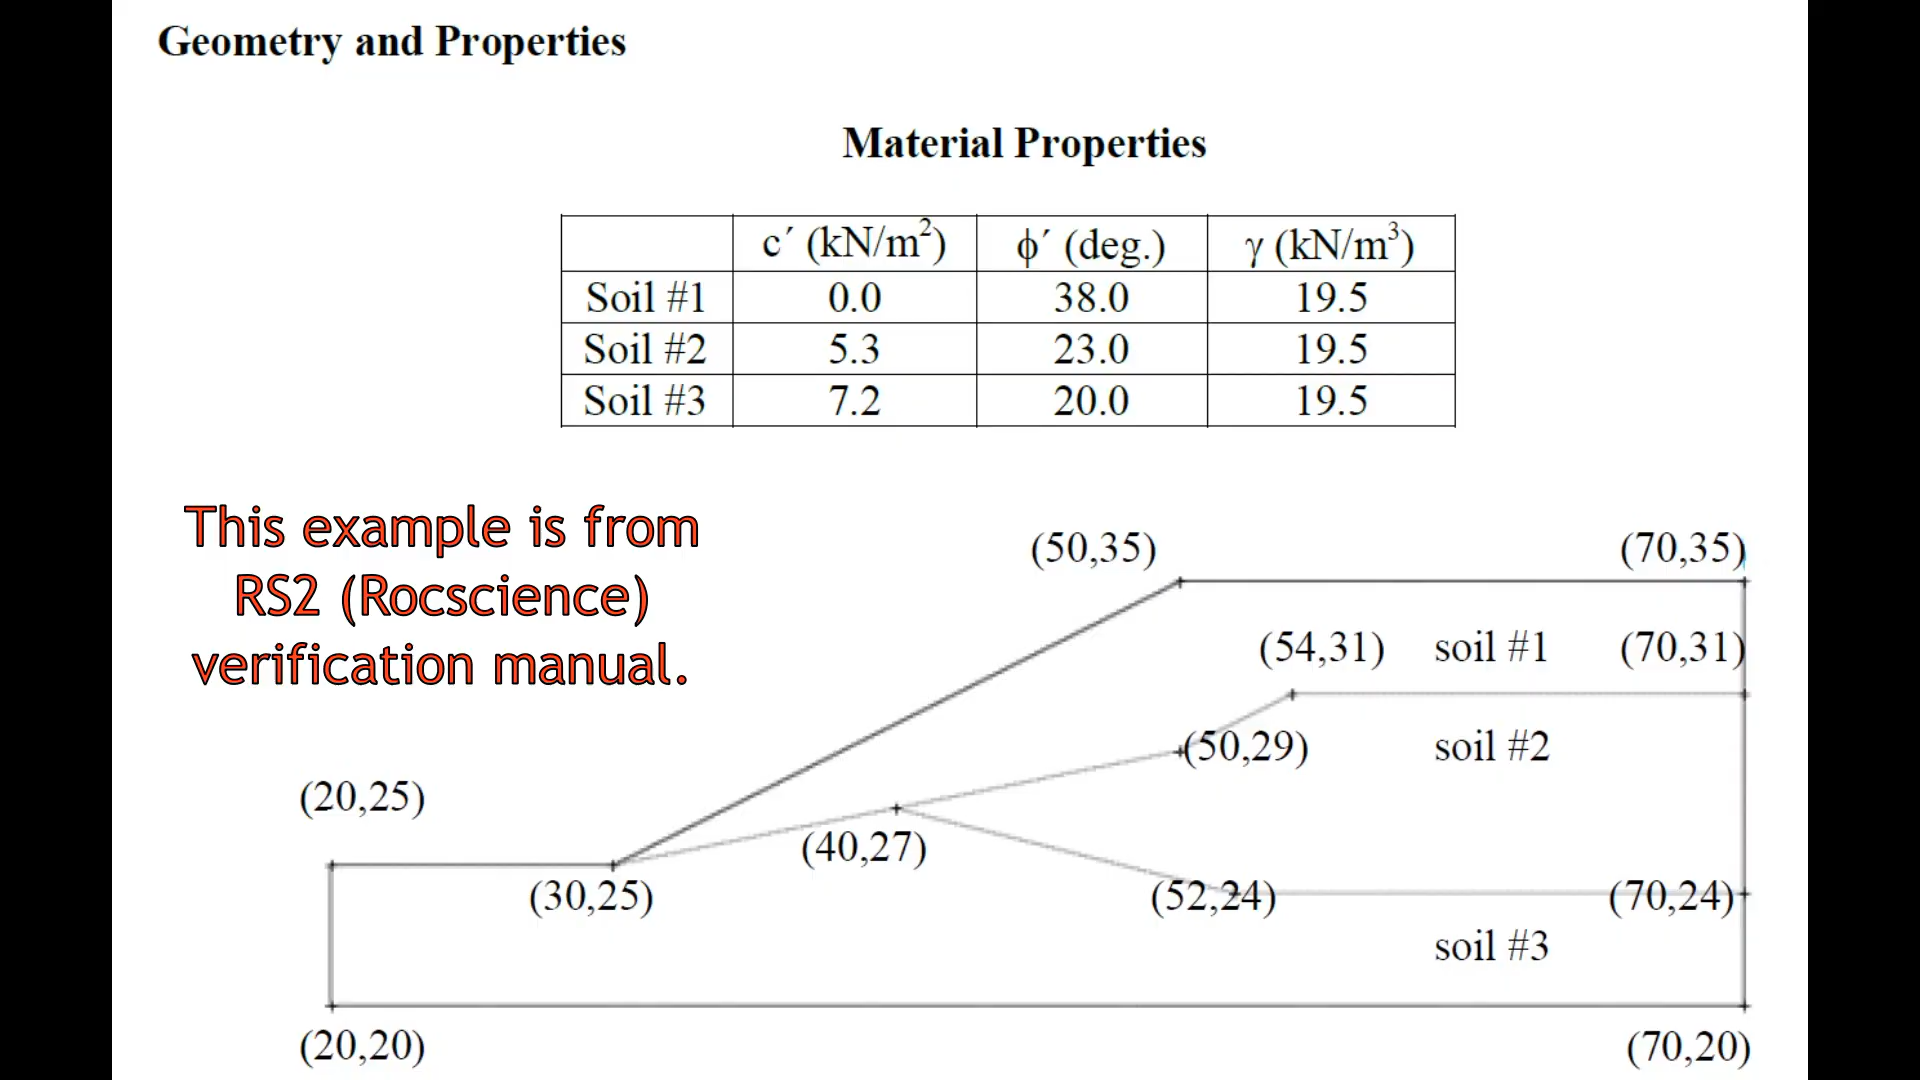 Geometry and Properties
Material Properties
c´ (kN/m²) ϕ´ (deg.) γ (kN/m³)
Soil #1 0.0 38.0 19.5
Soil #2 5.3 23.0 19.5
Soil #3 7.2 20.0 19.5
This example is from
RS2 (Rocscience)
verification manual.
(50,35) (70,35)
(54,31) soil #1 (70,31)
(50,29) soil #2
(20,25)
(40,27)
(30,25) (52,24) (70,24)
soil #3
(20,20) (70,20)